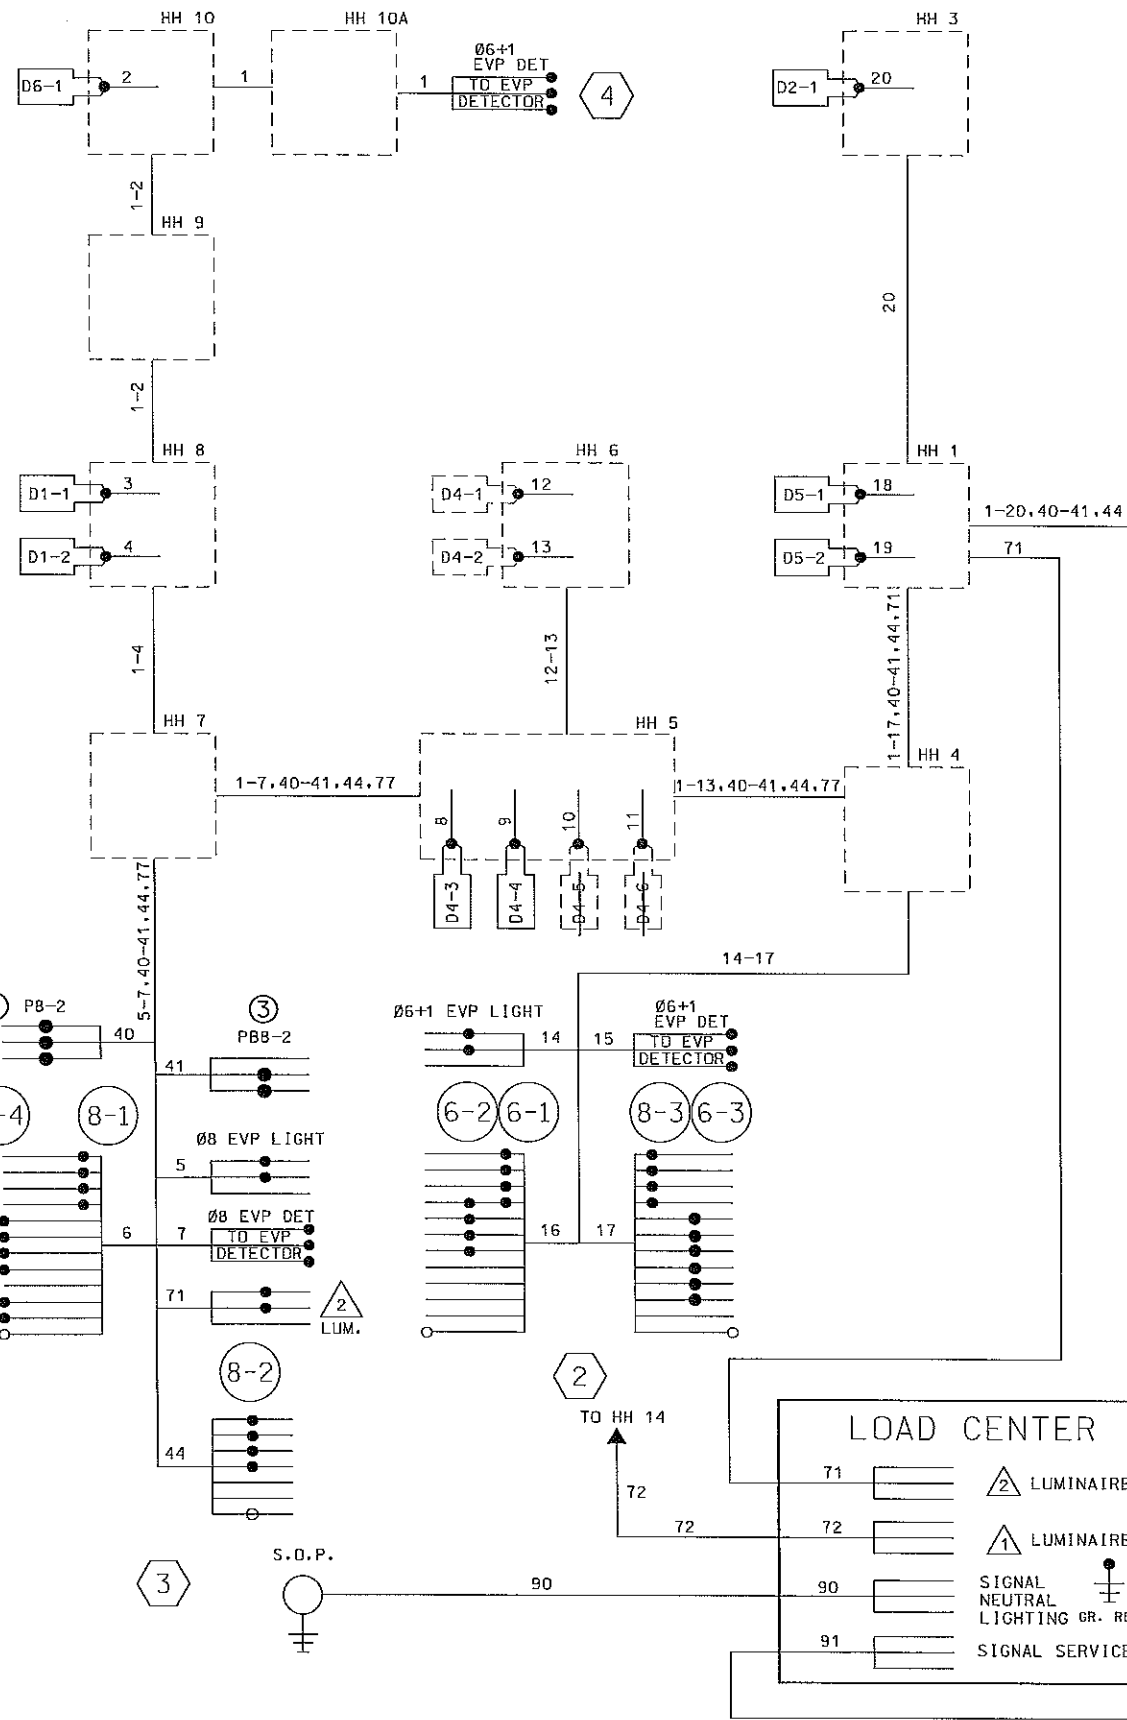 HH 10
HH 10A
HH 3
D6-1
2
1
1
Ø6+1
EVP DET
TO EVP
DETECTOR
4
D2-1
20
1-2
HH 9
20
1-2
HH 8
HH 6
HH 1
D1-1
3
D4-1
12
D5-1
18
1-20,40-41,44
D1-2
4
D4-2
13
D5-2
19
71
1-4
12-13
1-17,40-41,44,71
HH 7
HH 5
HH 4
1-7,40-41,44,77
1-13,40-41,44,77
8
9
10
11
D4-3
D4-4
D4-5
D4-6
5-7,40-41,44,77
14-17
PB-2
40
3
PBB-2
41
Ø6+1 EVP LIGHT
14
15
Ø6+1
EVP DET
TO EVP
DETECTOR
-4
8-1
6-2
6-1
8-3
6-3
Ø8 EVP LIGHT
5
Ø8 EVP DET
6
7
TO EVP
DETECTOR
16
17
71
2
LUM.
8-2
44
2
TO HH 14
72
72
LOAD CENTER
71
2
LUMINAIRE
72
1
LUMINAIRE
S.O.P.
3
90
90
SIGNAL
NEUTRAL
LIGHTING
GR. R
91
SIGNAL SERVICE